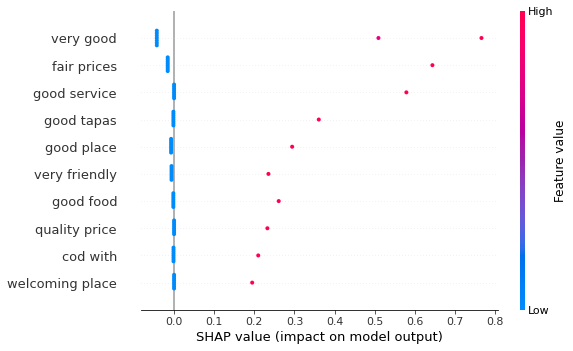 High
very good
fair prices
good service
good tapas
good place
very friendly
good food
quality price
cod with
welcoming place
Feature value
Low
0.0 0.1 0.2 0.3 0.4 0.5 0.6 0.7 0.8
SHAP value (impact on model output)